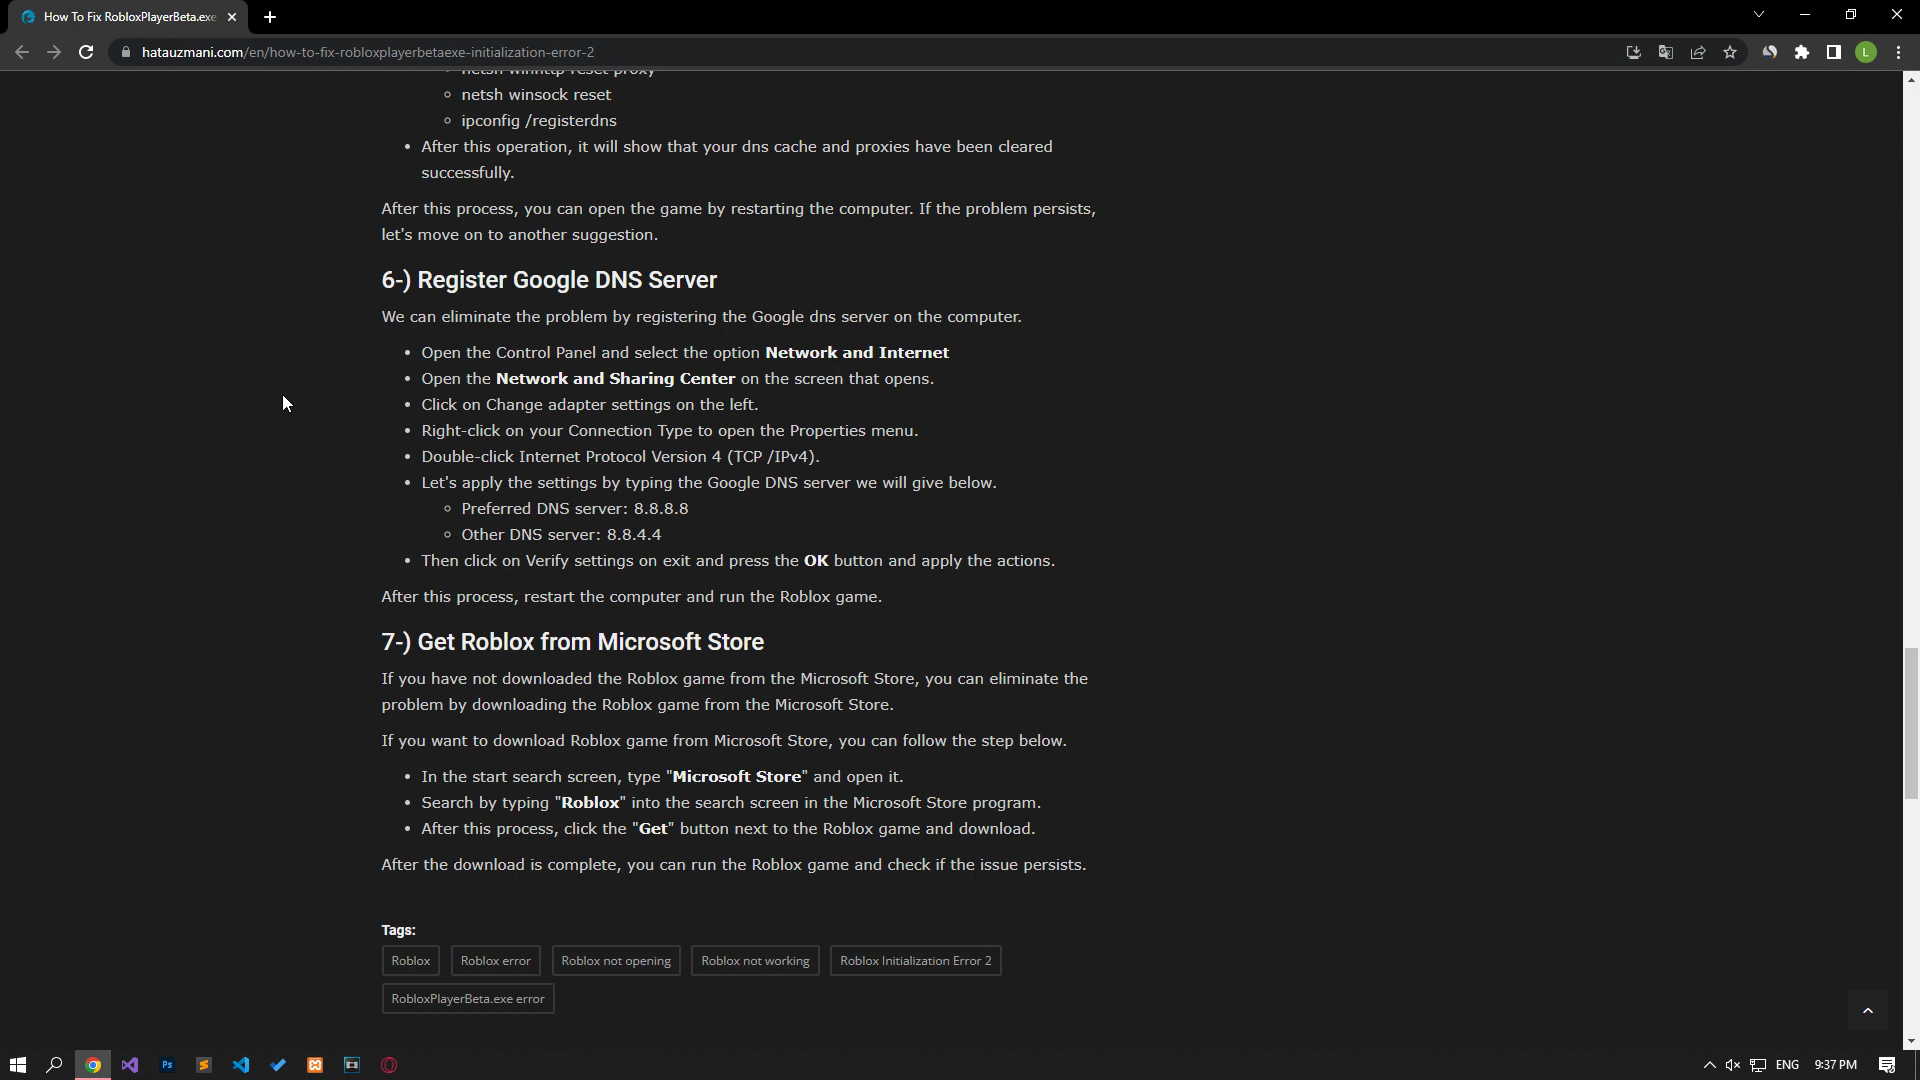 How To Fix RobloxPlayerBeta.exe
hatauzmani.com/en/how-to-fix-robloxplayerbetaexe-initialization-error-2
L
netsh winhttp reset proxy
netsh winsock reset
ipconfig /registerdns
After this operation, it will show that your dns cache and proxies have been cleared
successfully.
After this process, you can open the game by restarting the computer. If the problem persists,
let's move on to another suggestion.
6-) Register Google DNS Server
We can eliminate the problem by registering the Google dns server on the computer.
Open the Control Panel and select the option Network and Internet
Open the Network and Sharing Center on the screen that opens.
Click on Change adapter settings on the left.
Right-click on your Connection Type to open the Properties menu.
Double-click Internet Protocol Version 4 (TCP /IPv4).
Let's apply the settings by typing the Google DNS server we will give below.
Preferred DNS server: 8.8.8.8
Other DNS server: 8.8.4.4
Then click on Verify settings on exit and press the OK button and apply the actions.
After this process, restart the computer and run the Roblox game.
7-) Get Roblox from Microsoft Store
If you have not downloaded the Roblox game from the Microsoft Store, you can eliminate the
problem by downloading the Roblox game from the Microsoft Store.
If you want to download Roblox game from Microsoft Store, you can follow the step below.
In the start search screen, type "Microsoft Store" and open it.
Search by typing "Roblox" into the search screen in the Microsoft Store program.
After this process, click the "Get" button next to the Roblox game and download.
After the download is complete, you can run the Roblox game and check if the issue persists.
Tags:
Roblox Roblox error Roblox not opening Roblox not working Roblox Initialization Error 2
RobloxPlayerBeta.exe error
Ps ENG 9:37 PM